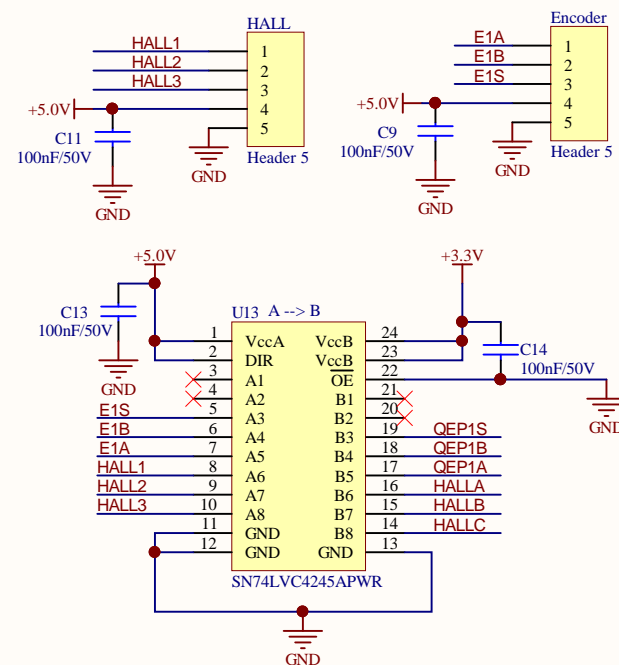 HALL
HALL1 1
HALL2 2
HALL3 3
+5.0V 4
5
C11
100nF/50V
GND
Header 5
GND
Encoder
E1A 1
E1B 2
E1S 3
+5.0V 4
5
C9
100nF/50V
GND
Header 5
GND
+5.0V
+3.3V
C13
100nF/50V
GND
U13 A --> B
1 VccA VccB 24
2 DIR VccB 23
3 A1 OE 22
4 A2 B1 21
E1S 5 A3 B2 20
E1B 6 A4 B3 19 QEP1S
E1A 7 A5 B4 18 QEP1B
HALL1 8 A6 B5 17 QEP1A
HALL2 9 A7 B6 16 HALLA
HALL3 10 A8 B7 15 HALLB
11 GND B8 14 HALLC
12 GND GND 13
SN74LVC4245APWR
C14
100nF/50V
GND
GND